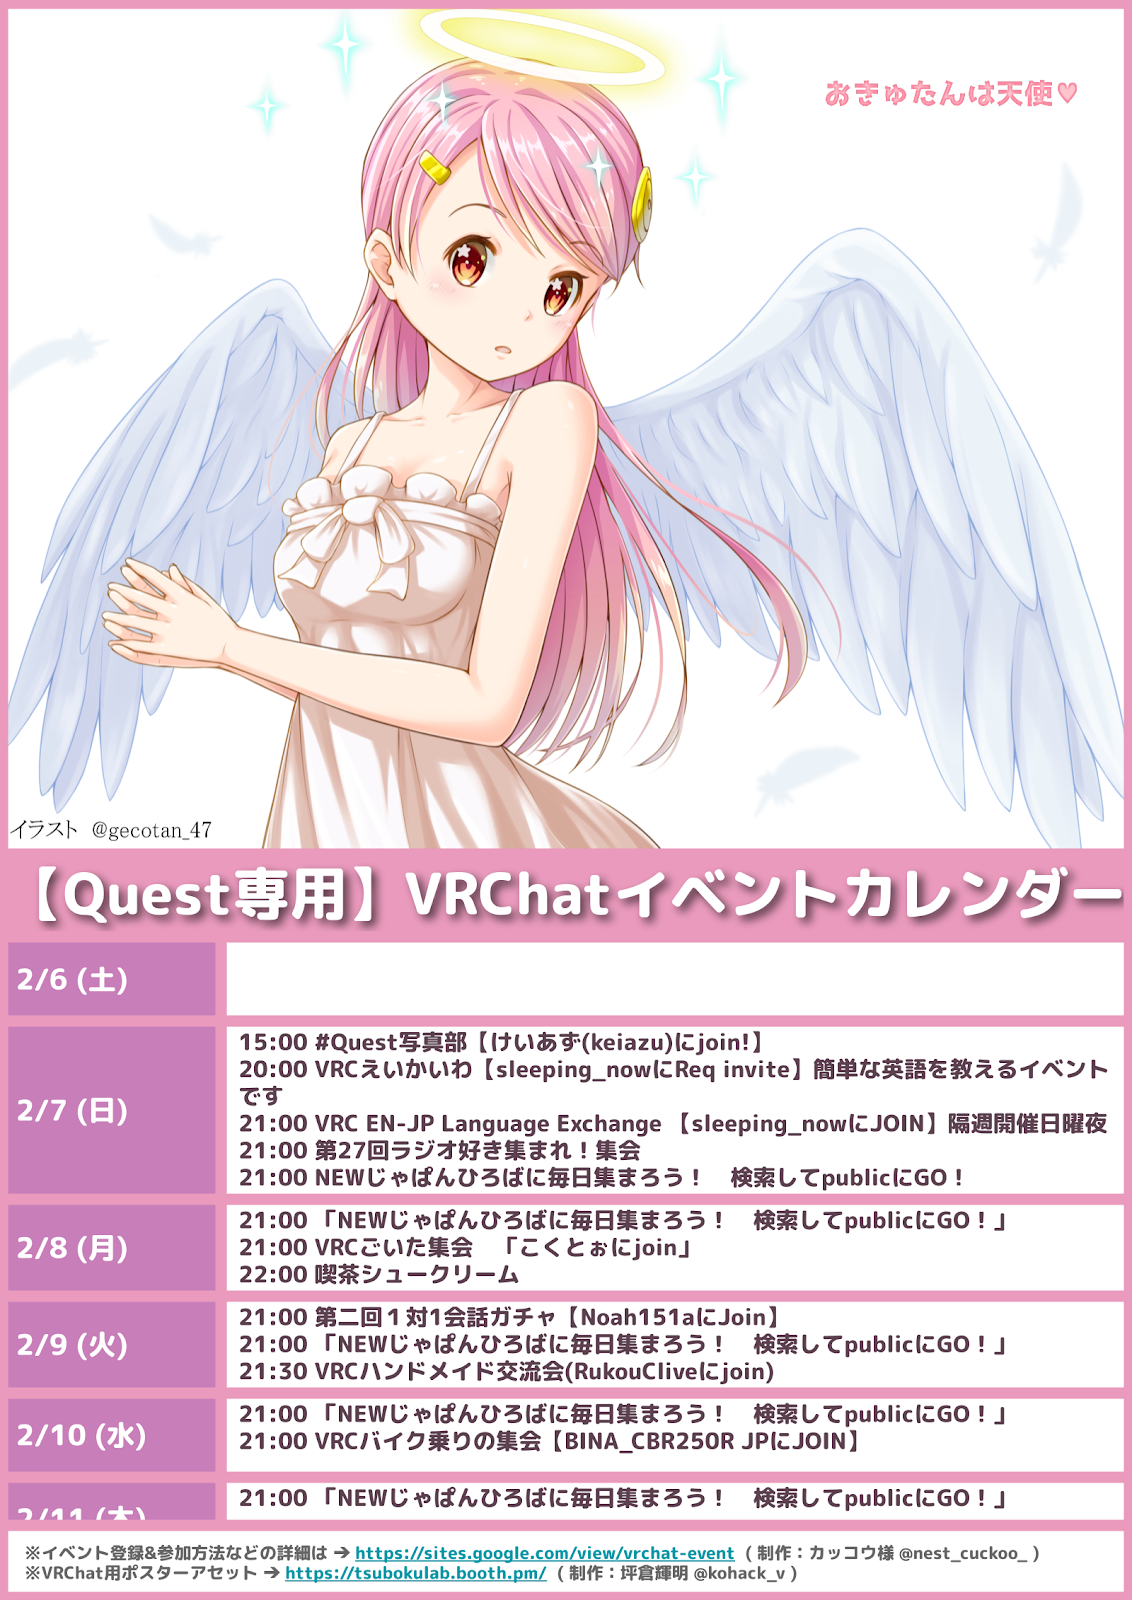 おきゅたんは天使♥
イラスト @gecotan_47
【Quest専用】VRChatイベントカレンダー
2/6 (土)
2/7 (日)
15:00 #Quest写真部【けいあず(keiazu)にjoin!】
20:00 VRCえいかいわ【sleeping_nowにReq invite】簡単な英語を教えるイベント
です
21:00 VRC EN-JP Language Exchange 【sleeping_nowにJOIN】隔週開催日曜夜
21:00 第27回ラジオ好き集まれ！集会
21:00 NEWじゃぱんひろばに毎日集まろう！　検索してpublicにGO！
2/8 (月)
21:00 「NEWじゃぱんひろばに毎日集まろう！　検索してpublicにGO！」
21:00 VRCごいた集会　「こくとぉにjoin」
22:00 喫茶シュークリーム
2/9 (火)
21:00 第二回１対1会話ガチャ【Noah151aにJoin】
21:00 「NEWじゃぱんひろばに毎日集まろう！　検索してpublicにGO！」
21:30 VRCハンドメイド交流会(RukouCliveにjoin)
2/10 (水)
21:00 「NEWじゃぱんひろばに毎日集まろう！　検索してpublicにGO！」
21:00 VRCバイク乗りの集会【BINA_CBR250R JPにJOIN】
2/11 (木)
21:00 「NEWじゃぱんひろばに毎日集まろう！　検索してpublicにGO！」
※イベント登録&参加方法などの詳細は ➔ https://sites.google.com/view/vrchat-event ( 制作：カッコウ様 @nest_cuckoo_ )
※VRChat用ポスターアセット ➔ https://tsubokulab.booth.pm/ ( 制作：坪倉輝明 @kohack_v )